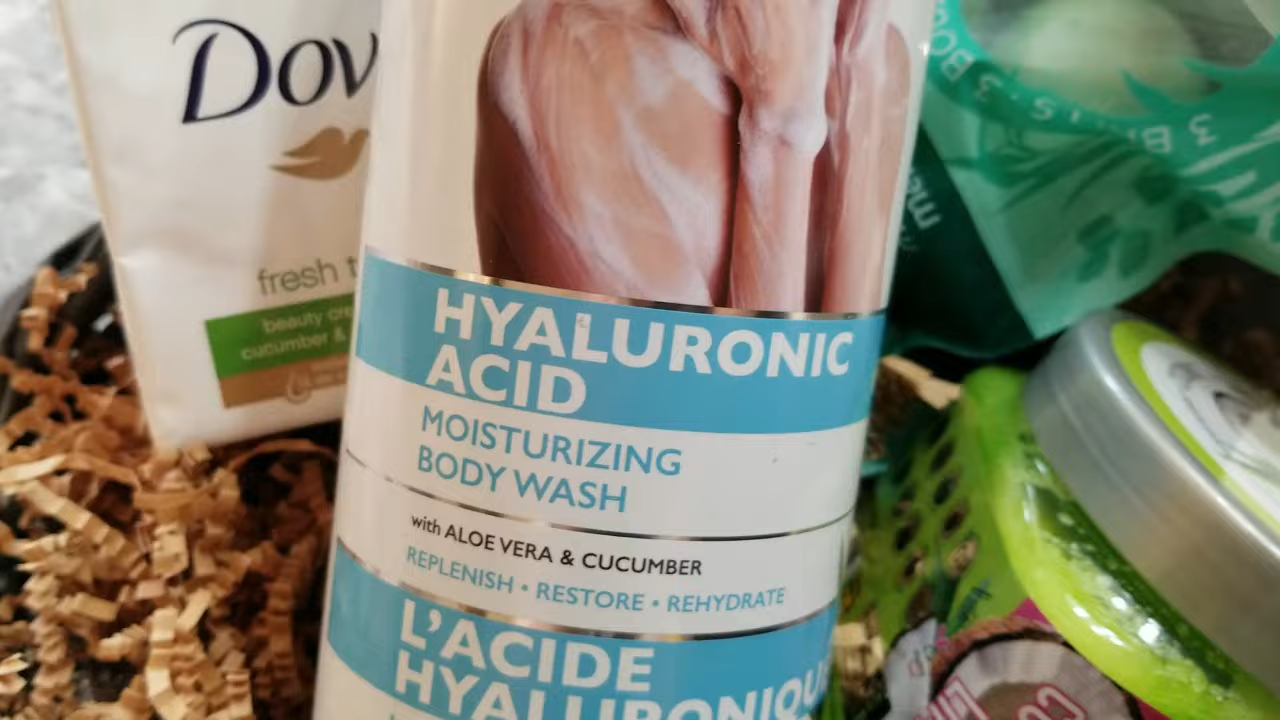 Dov
fresh t
beauty cre
cucumber &
HYALURONIC
ACID
MOISTURIZING
BODY WASH
with ALOE VERA & CUCUMBER
REPLENISH • RESTORE • REHYDRATE
L'ACIDE
HYALURONIQU